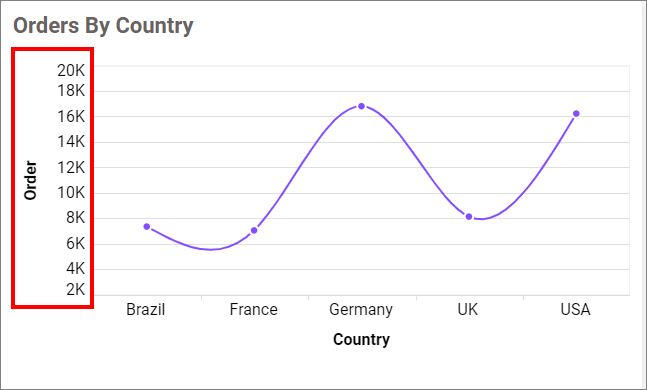 Orders By Country
20K
18K
16K
14K
12K
10K
8K
6K
4K
2K
Order
Brazil France Germany UK USA
Country